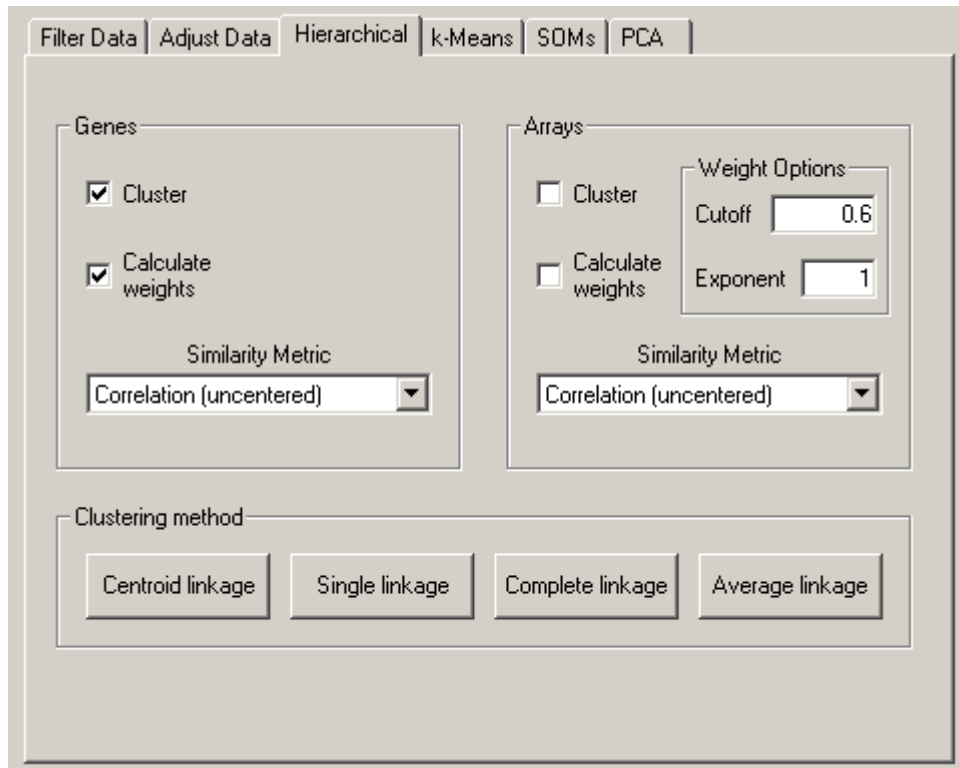 Filter Data Adjust Data Hierarchical k-Means SOMs PCA
Genes
Cluster
Calculate
weights
Similarity Metric
Correlation (uncentered)
Arrays
Cluster
Calculate
weights
Weight Options
Cutoff 0.6
Exponent 1
Similarity Metric
Correlation (uncentered)
Clustering method
Centroid linkage Single linkage Complete linkage Average linkage